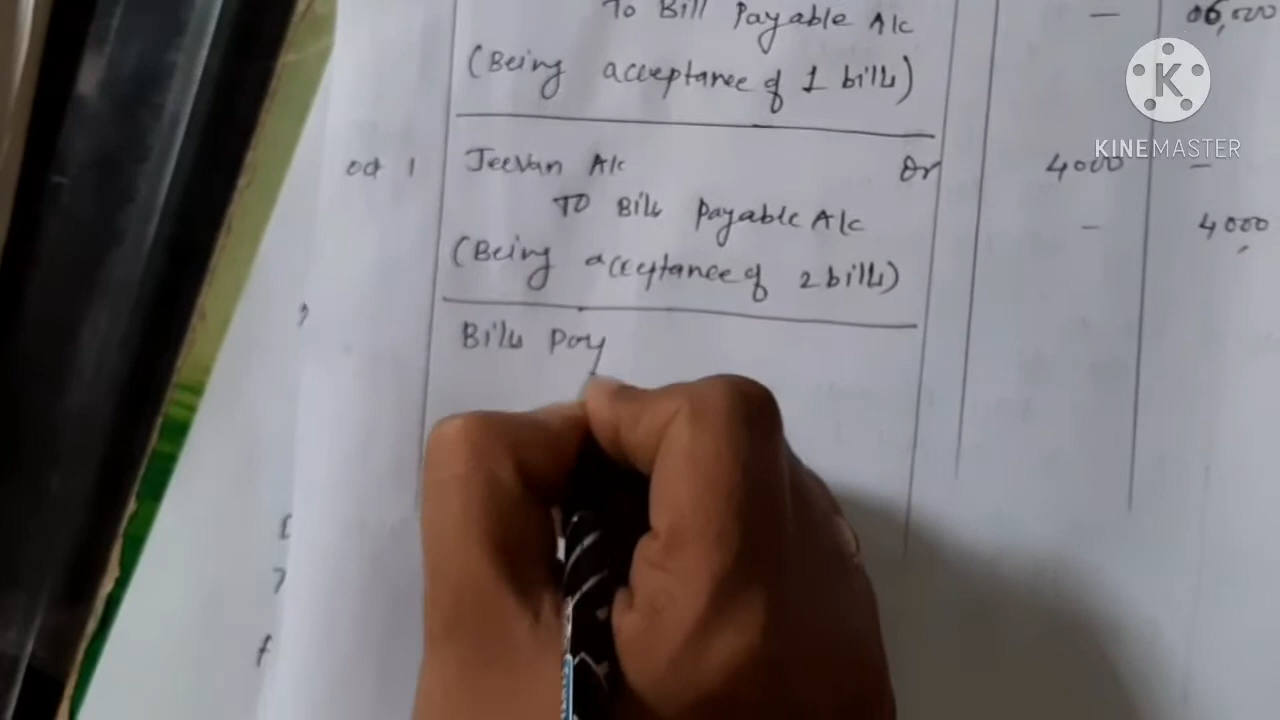 To Bill Payable A/c — 06,000
(Being acceptance of 1 bills)
oct 1 Jeevan A/c Dr 4000 —
TO Bills Payable A/c — 4000,
(Being acceptance of 2 bills)
Bills Pay
K
KINEMASTER